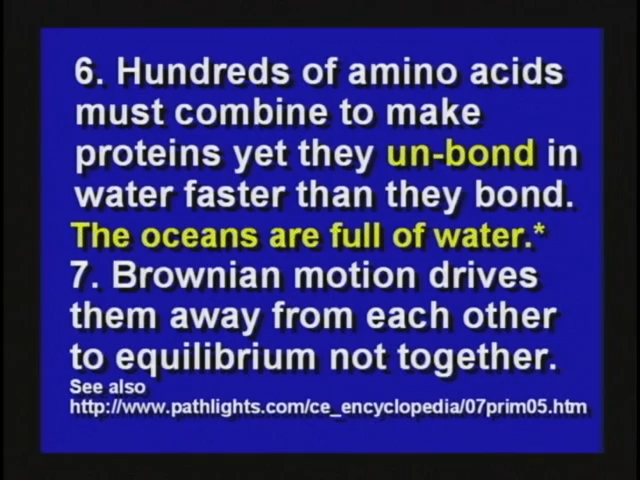 6. Hundreds of amino acids
must combine to make
proteins yet they un-bond in
water faster than they bond.
The oceans are full of water.*
7. Brownian motion drives
them away from each other
to equilibrium not together.
See also
http://www.pathlights.com/ce_encyclopedia/07prim05.htm